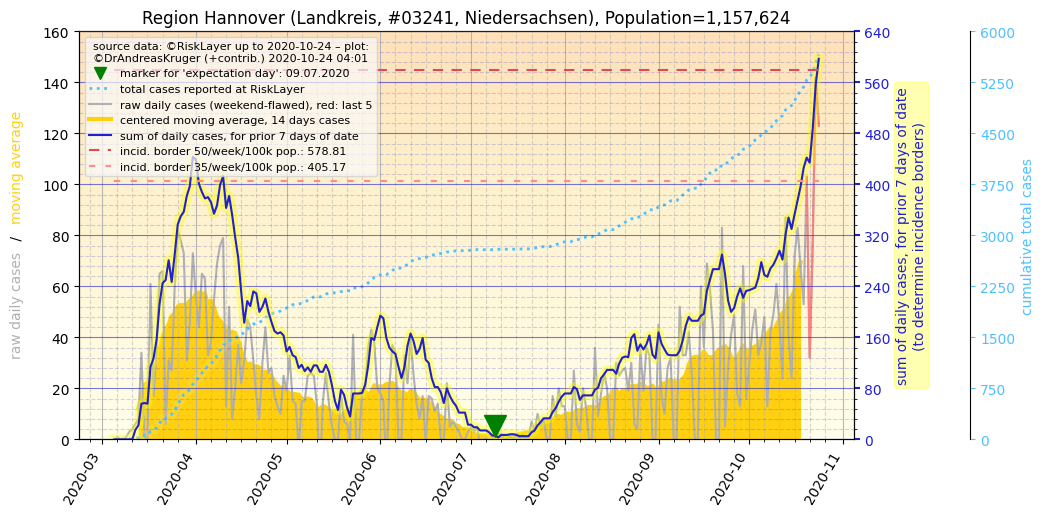 Region Hannover (Landkreis, #03241, Niedersachsen), Population=1,157,624
source data: ©RiskLayer up to 2020-10-24 – plot:
©DrAndreasKruger (+contrib.) 2020-10-24 04:01
marker for 'expectation day': 09.07.2020
total cases reported at RiskLayer
raw daily cases (weekend-flawed), red: last 5
centered moving average, 14 days cases
sum of daily cases, for prior 7 days of date
incid. border 50/week/100k pop.: 578.81
incid. border 35/week/100k pop.: 405.17
raw daily cases / moving average
160
140
120
100
80
60
40
20
0
2020-03
2020-04
2020-05
2020-06
2020-07
2020-08
2020-09
2020-10
2020-11
640
560
480
400
320
240
160
80
0
sum of daily cases, for prior 7 days of date
(to determine incidence borders)
6000
5250
4500
3750
3000
2250
1500
750
0
cumulative total cases